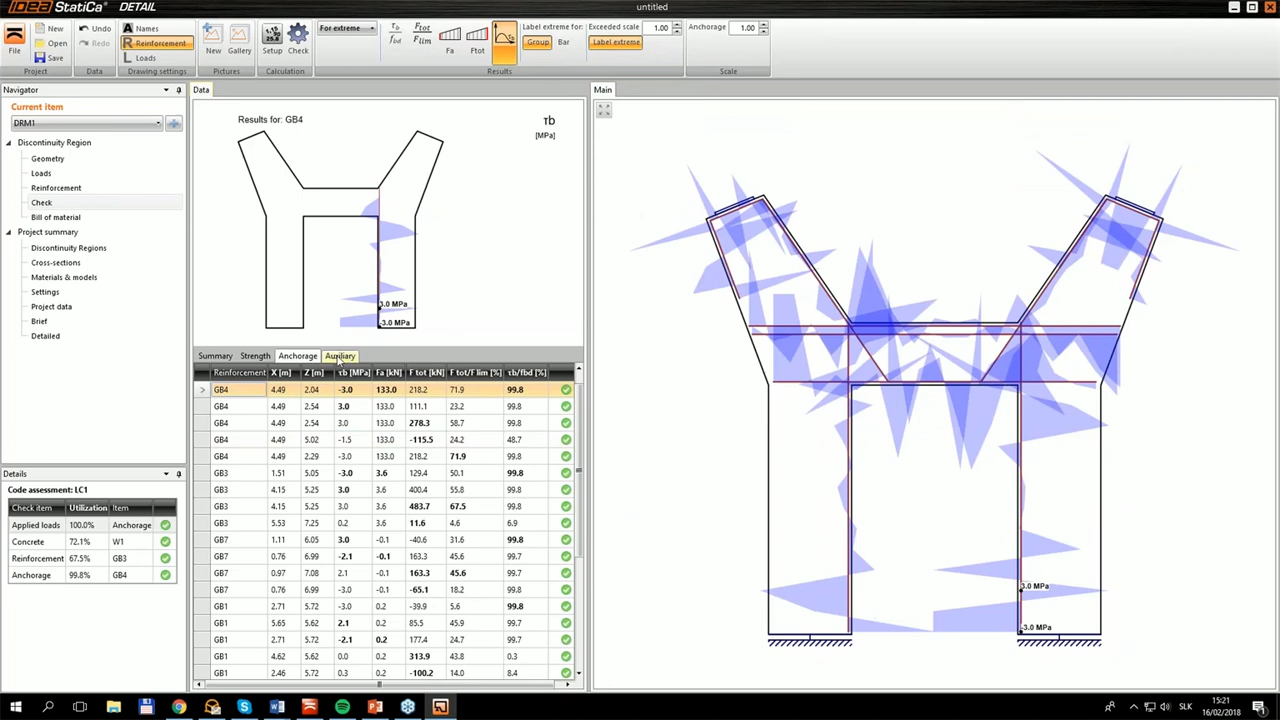 IDEA StatiCa® DETAIL
untitled
File
New
Open
Save
Project
Undo
Redo
Data
N Names
R Reinforcement
L Loads
Drawing settings
New
Gallery
Pictures
Setup
Check
Calculation
For extreme
τb
fbd
Ftot
Flim
Fa
Ftot
Label extreme for:
Group
Bar
Exceeded scale
1.00
Label extreme
Results
Anchorage
1.00
Scale
Navigator
Current item
DRM1
Discontinuity Region
Geometry
Loads
Reinforcement
Check
Bill of material
Project summary
Discontinuity Regions
Cross-sections
Materials & models
Settings
Project data
Brief
Detailed
Details
Code assessment: LC1
Check item Utilization Item
Applied loads 100.0% Anchorage
Concrete 72.1% W1
Reinforcement 67.5% GB3
Anchorage 99.8% GB4
Data
Results for: GB4
τb
[MPa]
3.0 MPa
-3.0 MPa
Summary Strength Anchorage Auxiliary
Reinforcement X [m] Z [m] τb [MPa] Fa [kN] F tot [kN] F tot/F lim [%] τb/fbd [%]
GB4 4.49 2.04 -3.0 133.0 218.2 71.9 99.8
GB4 4.49 2.54 3.0 133.0 111.1 23.2 99.8
GB4 4.49 2.54 3.0 133.0 278.3 58.7 99.8
GB4 4.49 5.02 -1.5 133.0 -115.5 24.2 48.7
GB4 4.49 2.29 -3.0 133.0 218.2 71.9 99.8
GB3 1.51 5.05 -3.0 3.6 129.4 50.1 99.8
GB3 4.15 5.25 3.0 3.6 400.4 55.8 99.8
GB3 4.15 5.25 3.0 3.6 483.7 67.5 99.8
GB3 5.53 7.25 0.2 3.6 11.6 4.6 6.9
GB7 1.11 6.05 3.0 -0.1 -40.6 31.6 99.8
GB7 0.76 6.99 -2.1 -0.1 163.3 45.6 99.7
GB7 0.97 7.08 2.1 -0.1 163.3 45.6 99.7
GB7 0.76 6.99 -3.0 -0.1 -65.1 18.2 99.8
GB1 2.71 5.72 -3.0 0.2 -39.9 5.6 99.8
GB1 5.65 5.62 2.1 0.2 85.5 45.9 99.7
GB1 2.71 5.72 -2.1 0.2 177.4 24.7 99.7
GB1 4.62 5.62 0.0 0.2 313.9 43.8 0.3
GB1 2.46 5.72 0.3 0.2 -100.2 14.0 8.4
Main
3.0 MPa
-3.0 MPa
SLK
15:21
16/02/2018